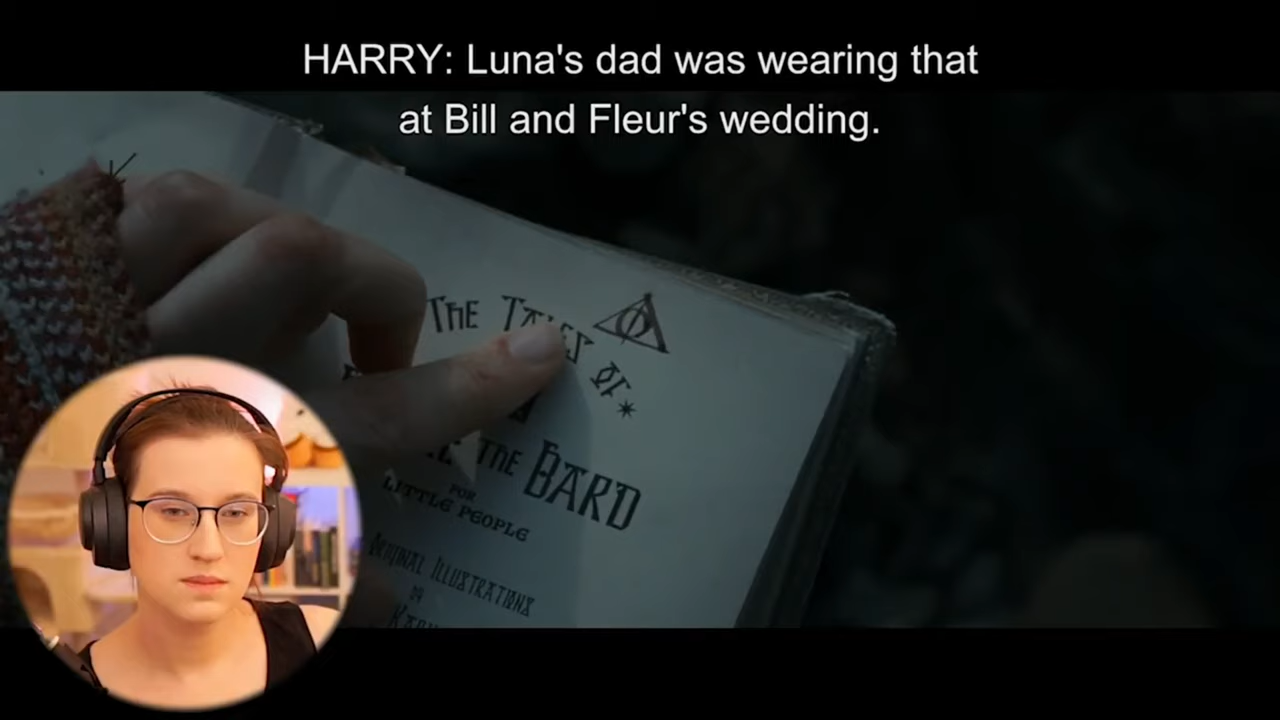 HARRY: Luna's dad was wearing that
at Bill and Fleur's wedding.
THE TALES OF
THE BARD
FOR
LITTLE PEOPLE
ORIGINAL ILLUSTRATIONS
BY